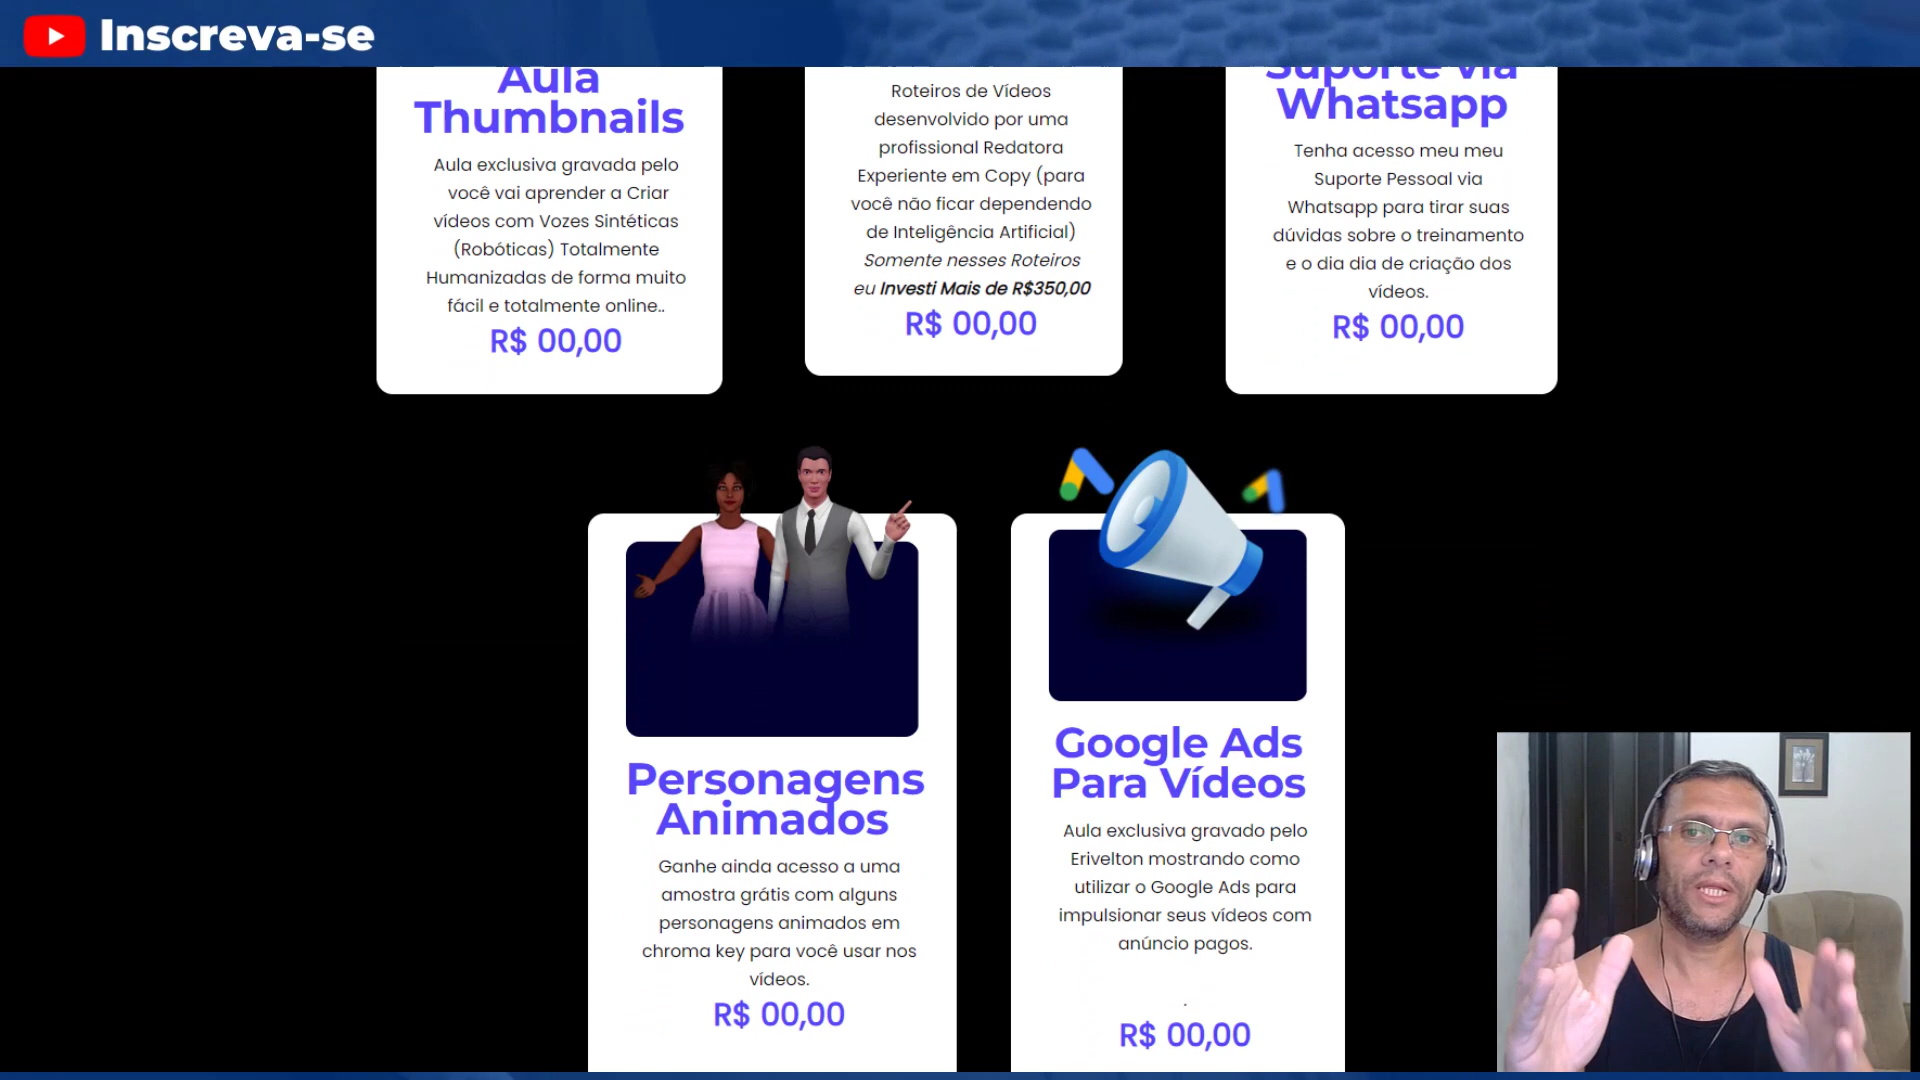 Inscreva-se
Aula
Thumbnails
Aula exclusiva gravada pelo
você vai aprender a Criar
vídeos com Vozes Sintéticas
(Robóticas) Totalmente
Humanizadas de forma muito
fácil e totalmente online..
R$ 00,00
Roteiros de Vídeos
desenvolvido por uma
profissional Redatora
Experiente em Copy (para
você não ficar dependendo
de Inteligência Artificial)
Somente nesses Roteiros
eu Investi Mais de R$350,00
R$ 00,00
Suporte via
Whatsapp
Tenha acesso meu meu
Suporte Pessoal via
Whatsapp para tirar suas
dúvidas sobre o treinamento
e o dia dia de criação dos
vídeos.
R$ 00,00
Personagens
Animados
Ganhe ainda acesso a uma
amostra grátis com alguns
personagens animados em
chroma key para você usar nos
vídeos.
R$ 00,00
Google Ads
Para Vídeos
Aula exclusiva gravado pelo
Erivelton mostrando como
utilizar o Google Ads para
impulsionar seus vídeos com
anúncio pagos.
.
R$ 00,00